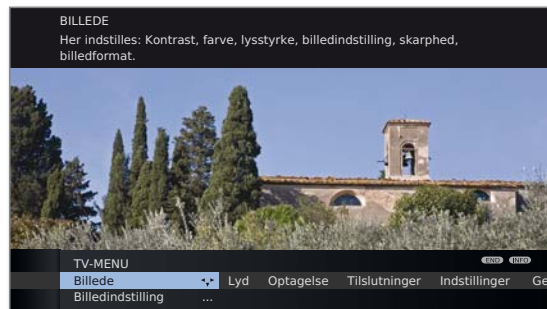 BILLEDE
Her indstilles: Kontrast, farve, lysstyrke, billedindstilling, skarphed,
billedformat.
TV-MENU
END INFO
Billede Lyd Optagelse Tilslutninger Indstillinger Ge
Billedindstilling ...